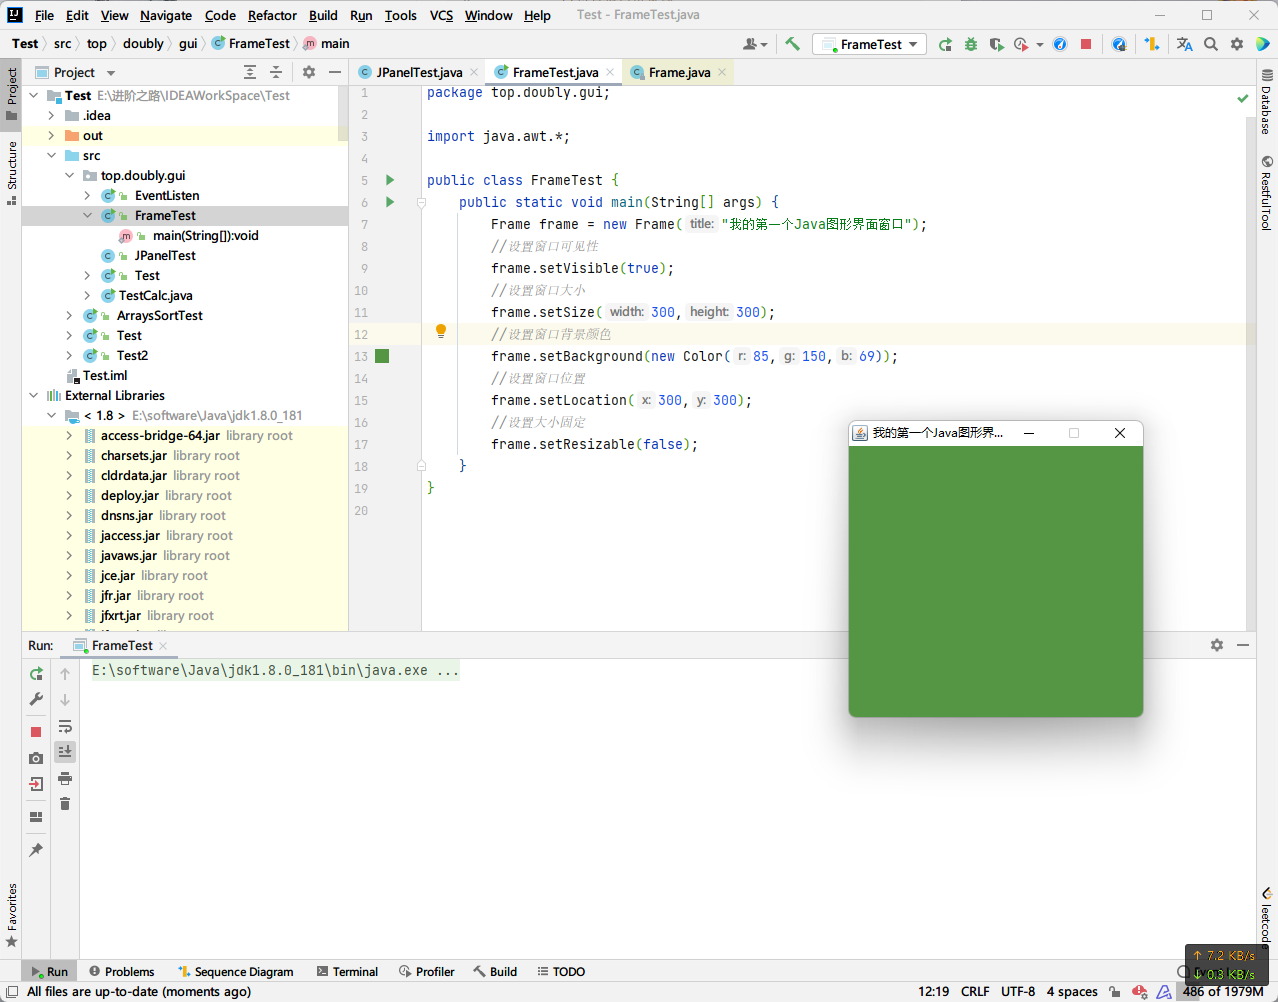 File Edit View Navigate Code Refactor Build Run Tools VCS Window Help Test - FrameTest.java
Test src top doubly gui FrameTest main FrameTest
Project
JPanelTest.java FrameTest.java Frame.java
Project
Structure
Favorites
Test E:\进阶之路\IDEAWorkSpace\Test
.idea
out
src
top.doubly.gui
EventListen
FrameTest
main(String[]):void
JPanelTest
Test
TestCalc.java
ArraysSortTest
Test
Test2
Test.iml
External Libraries
< 1.8 > E:\software\Java\jdk1.8.0_181
access-bridge-64.jar library root
charsets.jar library root
cldrdata.jar library root
deploy.jar library root
dnsns.jar library root
jaccess.jar library root
javaws.jar library root
jce.jar library root
jfr.jar library root
jfxrt.jar library root
1 package top.doubly.gui;
2
3 import java.awt.*;
4
5 public class FrameTest {
6 public static void main(String[] args) {
7 Frame frame = new Frame( title: "我的第一个Java图形界面窗口");
8 //设置窗口可见性
9 frame.setVisible(true);
10 //设置窗口大小
11 frame.setSize( width: 300, height: 300);
12 //设置窗口背景颜色
13 frame.setBackground(new Color( r: 85, g: 150, b: 69));
14 //设置窗口位置
15 frame.setLocation( x: 300, y: 300);
16 //设置大小固定
17 frame.setResizable(false);
18 }
19 }
20
Database
RestfulTool
leetcode
我的第一个Java图形界...
Run: FrameTest
E:\software\Java\jdk1.8.0_181\bin\java.exe ...
Run Problems Sequence Diagram Terminal Profiler Build TODO
↑ 7.2 KB/s
↓ 0.3 KB/s
All files are up-to-date (moments ago) 12:19 CRLF UTF-8 4 spaces 486 of 1979M